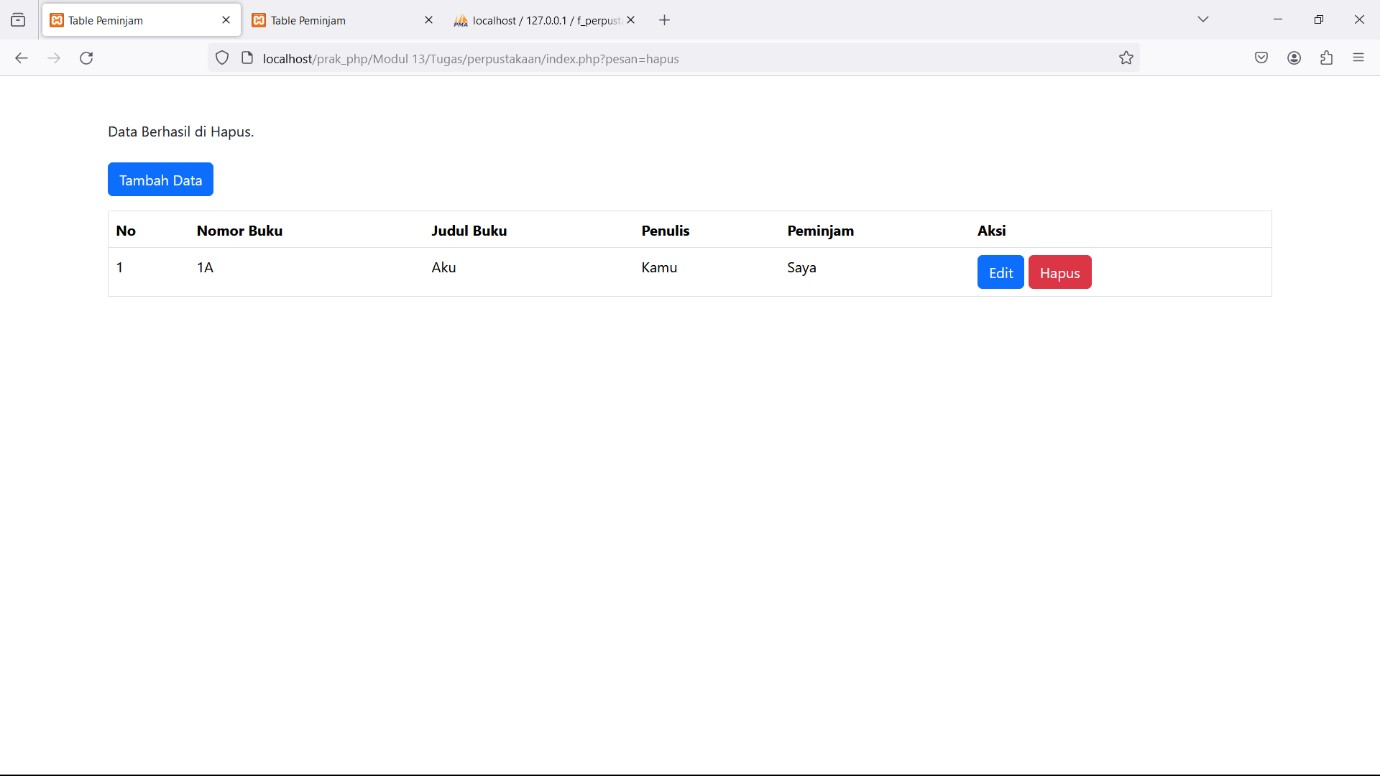 Table Peminjam
Table Peminjam
PMA localhost / 127.0.0.1 / f_perpust
localhost/prak_php/Modul 13/Tugas/perpustakaan/index.php?pesan=hapus
Data Berhasil di Hapus.
Tambah Data
No Nomor Buku Judul Buku Penulis Peminjam Aksi
1 1A Aku Kamu Saya Edit Hapus